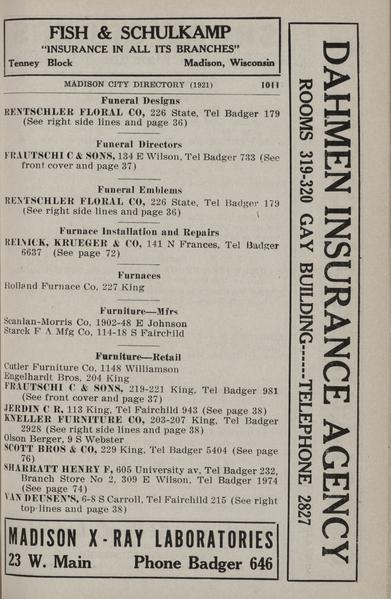 FISH & SCHULKAMP
"INSURANCE IN ALL ITS BRANCHES"
Tenney Block Madison, Wisconsin
MADISON CITY DIRECTORY (1921) 1011
Funeral Designs
RENTSCHLER FLORAL CO, 226 State, Tel Badger 179
(See right side lines and page 36)
Funeral Directors
FRAUTSCHI C & SONS, 134 E Wilson, Tel Badger 733 (See
front cover and page 37)
Funeral Emblems
RENTSCHLER FLORAL CO, 226 State, Tel Badger 179
(See right side lines and page 36)
Furnace Installation and Repairs
REINICK, KRUEGER & CO, 141 N Frances, Tel Badger
6637 (See page 72)
Furnaces
Holland Furnace Co, 227 King
Furniture—Mfrs
Scanlan-Morris Co, 1902-48 E Johnson
Starck F A Mfg Co, 114-18 S Fairchild
Furniture—Retail
Cutler Furniture Co, 1148 Williamson
Engelhardt Bros, 204 King
FRAUTSCHI C & SONS, 219-221 King, Tel Badger 981
(See front cover and page 37)
JERDIN C R, 113 King, Tel Fairchild 943 (See page 38)
KNELLER FURNITURE CO, 203-207 King, Tel Badger
2928 (See right side lines and page 38)
Olson Berger, 9 S Webster
SCOTT BROS & CO, 229 King, Tel Badger 5404 (See page
76)
SHARRATT HENRY F, 605 University av, Tel Badger 232,
Branch Store No 2, 309 E Wilson, Tel Badger 1974
(See page 74)
VAN DEUSEN'S, 6-8 S Carroll, Tel Fairchild 215 (See right
top lines and page 38)
MADISON X-RAY LABORATORIES
23 W. Main Phone Badger 646
DAHMEN INSURANCE AGENCY
ROOMS 319-320 GAY BUILDING------TELEPHONE 2827